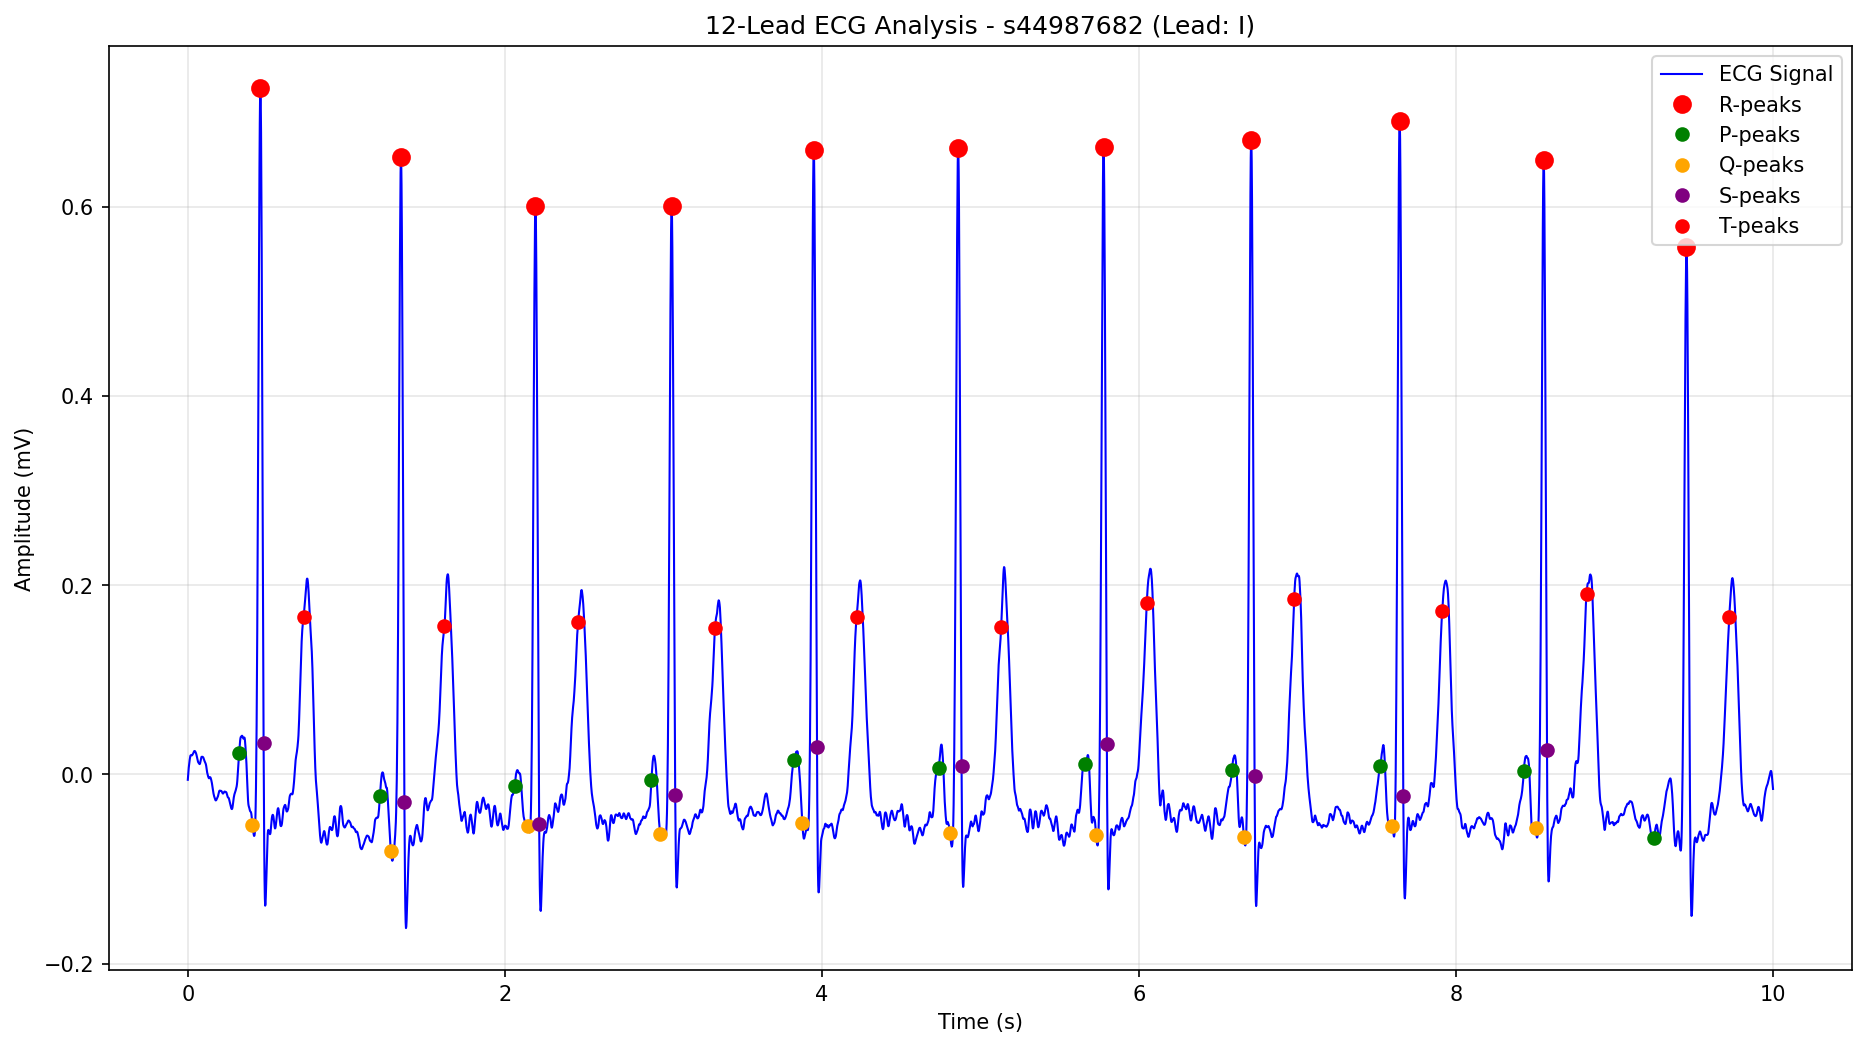 12-Lead ECG Analysis - s44987682 (Lead: I)
ECG Signal
R-peaks
P-peaks
Q-peaks
S-peaks
T-peaks
Amplitude (mV)
0.6
0.4
0.2
0.0
−0.2
0 2 4 6 8 10
Time (s)